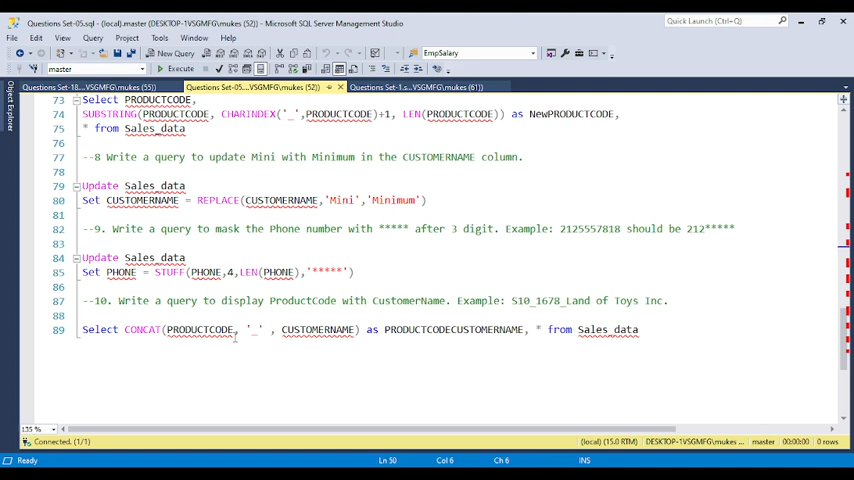 Questions Set-05.sql - (local).master (DESKTOP-1VSGMFG\mukes (52)) - Microsoft SQL Server Management Studio
Quick Launch (Ctrl+Q)
File Edit View Query Project Tools Window Help
New Query EmpSalary
master Execute
Questions Set-18....VSGMFG\mukes (55)) Questions Set-05....VSGMFG\mukes (52)) Questions Set-1.s...VSGMFG\mukes (61))
Object Explorer
73 Select PRODUCTCODE,
74 SUBSTRING(PRODUCTCODE, CHARINDEX('_',PRODUCTCODE)+1, LEN(PRODUCTCODE)) as NewPRODUCTCODE,
75 * from Sales_data
76
77 --8 Write a query to update Mini with Minimum in the CUSTOMERNAME column.
78
79 Update Sales_data
80 Set CUSTOMERNAME = REPLACE(CUSTOMERNAME,'Mini','Minimum')
81
82 --9. Write a query to mask the Phone number with ***** after 3 digit. Example: 2125557818 should be 212*****
83
84 Update Sales_data
85 Set PHONE = STUFF(PHONE,4,LEN(PHONE),'*****')
86
87 --10. Write a query to display ProductCode with CustomerName. Example: S10_1678_Land of Toys Inc.
88
89 Select CONCAT(PRODUCTCODE, '_' , CUSTOMERNAME) as PRODUCTCODECUSTOMERNAME, * from Sales_data
135 %
Connected. (1/1) (local) (15.0 RTM) DESKTOP-1VSGMFG\mukes ... master 00:00:00 0 rows
Ready Ln 50 Col 6 Ch 6 INS